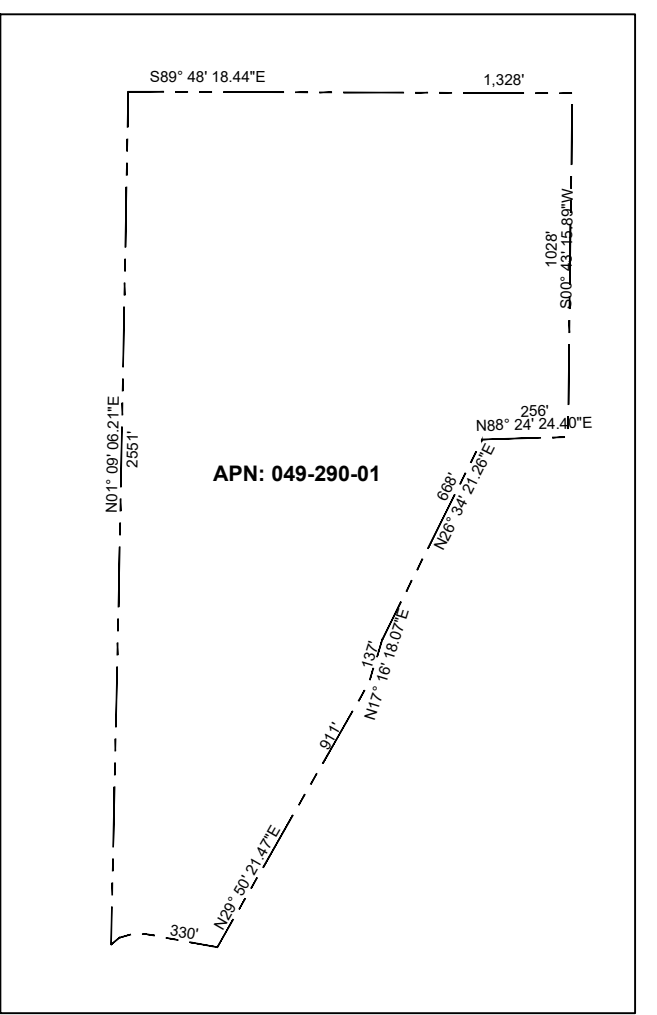 S89° 48' 18.44"E
1,328'
1028'
S00° 43' 15.89"W
N01° 09' 06.21"E
2551'
256'
N88° 24' 24.40"E
APN: 049-290-01
668'
N26° 34' 21.26"E
137'
N17° 16' 18.07"E
911'
N29° 50' 21.47"E
330'